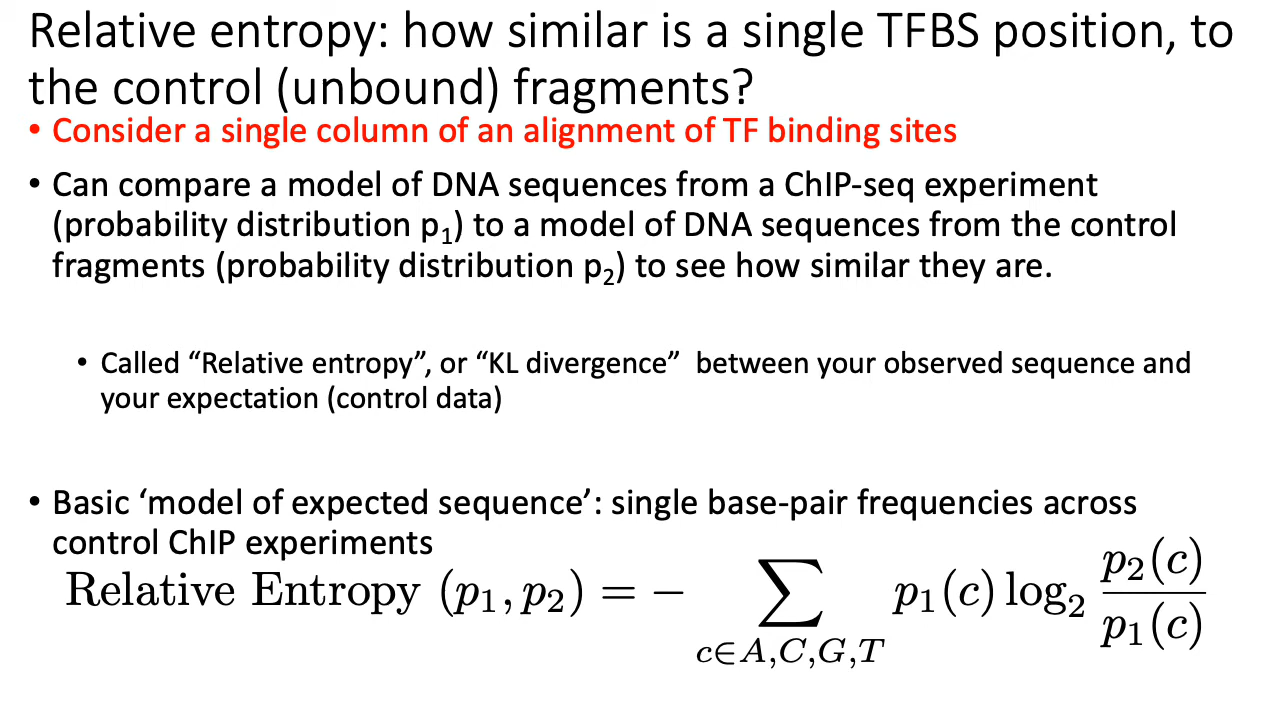 Relative entropy: how similar is a single TFBS position, to
the control (unbound) fragments?
• Consider a single column of an alignment of TF binding sites
• Can compare a model of DNA sequences from a ChIP-seq experiment
(probability distribution p₁) to a model of DNA sequences from the control
fragments (probability distribution p₂) to see how similar they are.
• Called “Relative entropy”, or “KL divergence” between your observed sequence and
your expectation (control data)
• Basic ‘model of expected sequence’: single base-pair frequencies across
control ChIP experiments
Relative Entropy (p₁, p₂) = − ∑_{c∈A,C,G,T} p₁(c) log₂ p₂(c)/p₁(c)